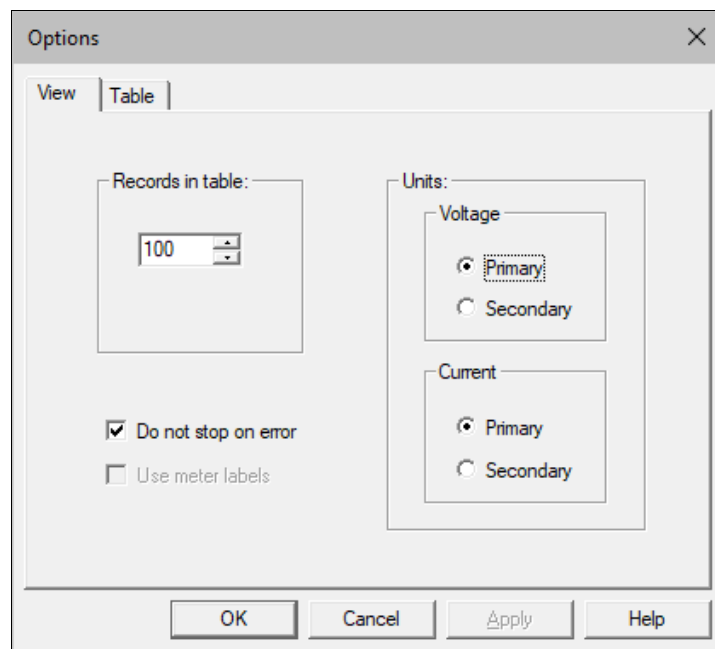 Options
View
Table
Records in table:
100
Do not stop on error
Use meter labels
Units:
Voltage
Primary
Secondary
Current
Primary
Secondary
OK
Cancel
Apply
Help